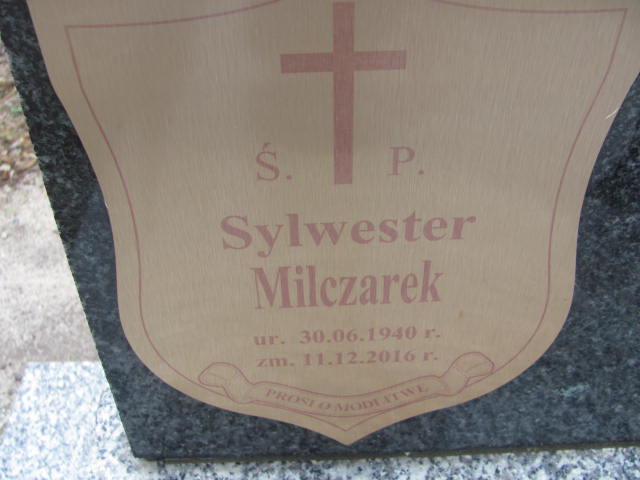 Ś. P.
Sylwester
Milczarek
ur. 30.06.1940 r.
zm. 11.12.2016 r.
PROSI O MODLITWĘ